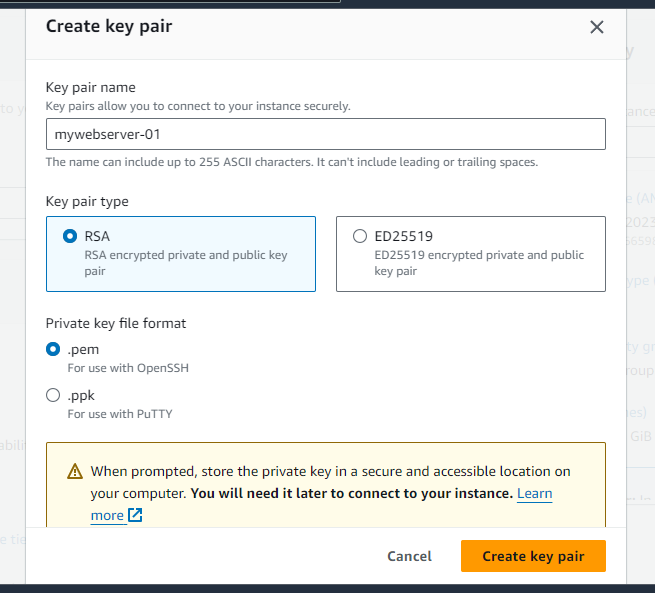 Create key pair
Key pair name
Key pairs allow you to connect to your instance securely.
mywebserver-01
The name can include up to 255 ASCII characters. It can't include leading or trailing spaces.
Key pair type
RSA
RSA encrypted private and public key
pair
ED25519
ED25519 encrypted private and public
key pair
Private key file format
.pem
For use with OpenSSH
.ppk
For use with PuTTY
When prompted, store the private key in a secure and accessible location on
your computer. You will need it later to connect to your instance. Learn
more
Cancel
Create key pair